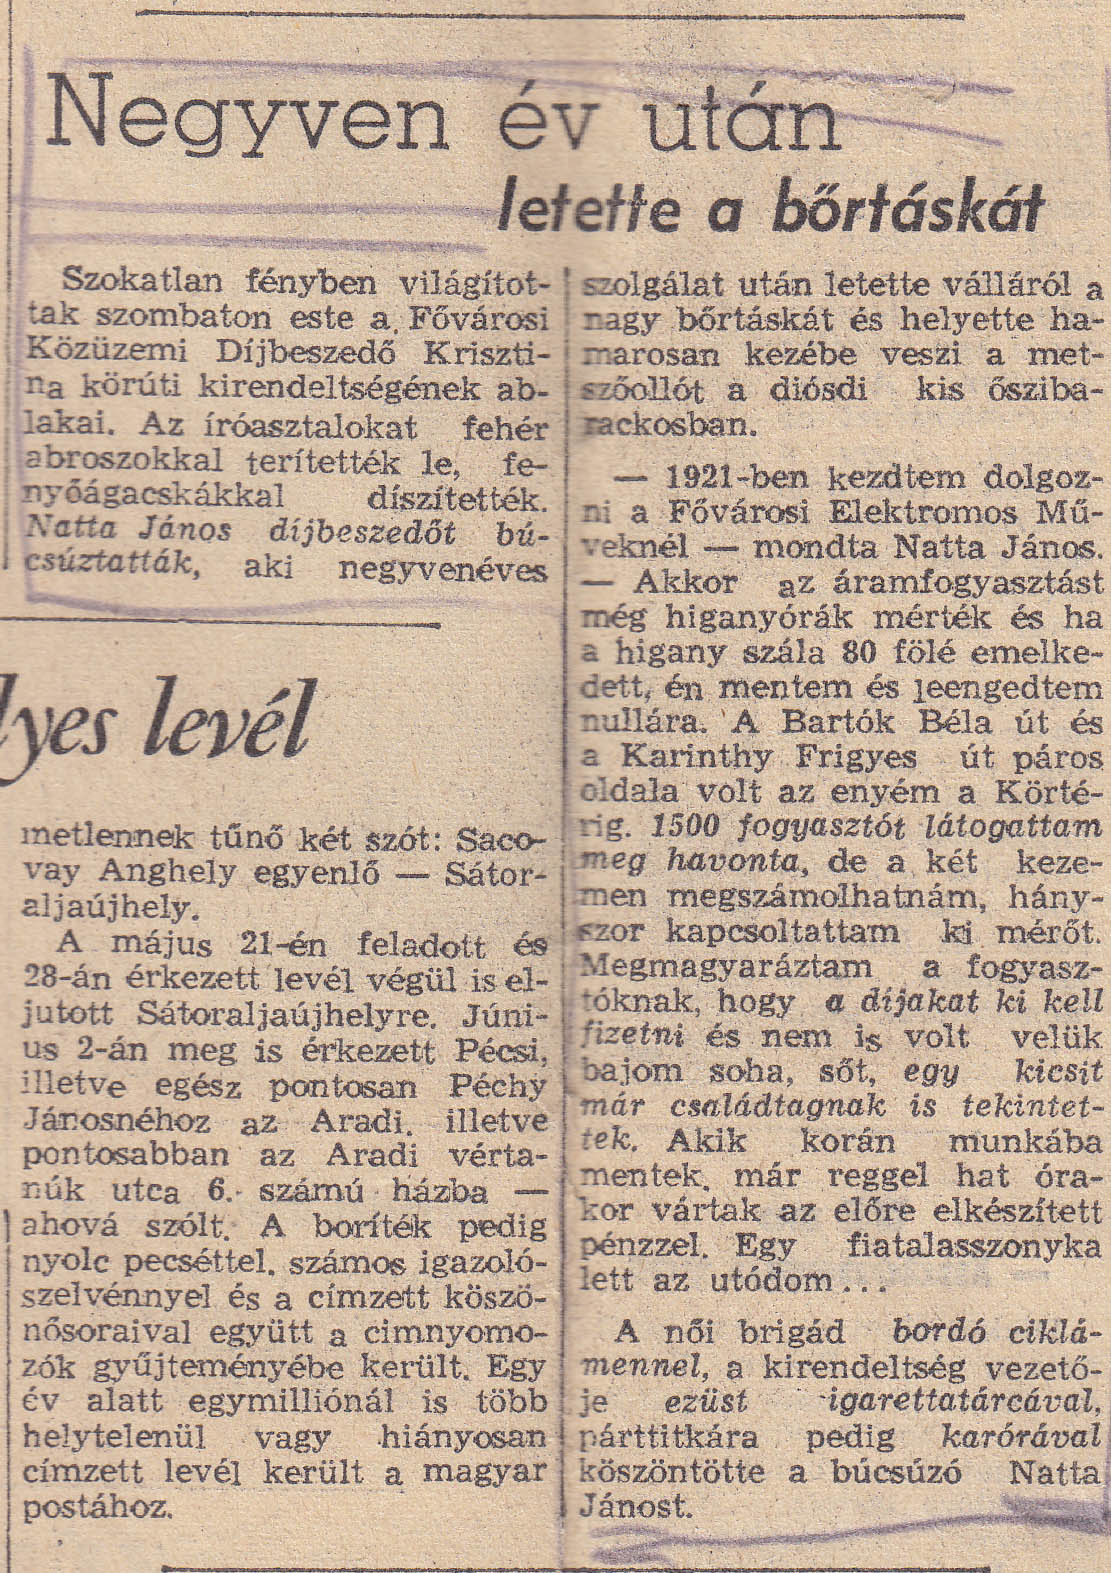 Negyven év után
letette a bőrtáskát
Szokatlan fényben világítot-
tak szombaton este a Fővárosi
Közüzemi Díjbeszedő Kriszti-
na körúti kirendeltségének ab-
lakai. Az íróasztalokat fehér
abroszokkal terítették le, fe-
nyőágacskákkal díszítették.
Natta János díjbeszedőt bú-
csúztatták, aki negyvenéves
szolgálat után letette válláról a
nagy bőrtáskát és helyette ha-
marosan kezébe veszi a met-
szőollót a diósdi kisősziba-
rackosban.
— 1921-ben kezdtem dolgoz-
ni a Fővárosi Elektromos Mű-
veknél — mondta Natta János.
— Akkor az áramfogyasztást
még higanyórák mérték és ha
a higany szála 80 fölé emelke-
dett, én mentem és leengedtem
nullára. A Bartók Béla út és
a Karinthy Frigyes út páros
oldala volt az enyém a Körté-
rig. 1500 fogyasztót látogattam
meg havonta, de a két keze-
men megszámolhatnám, hány-
szor kapcsoltattam ki mérőt.
Megmagyaráztam a fogyasz-
tóknak, hogy a díjakat ki kell
fizetni és nem is volt velük
bajom soha, sőt, egy kicsit
már családtagnak is tekintet-
tek. Akik korán munkába
mentek, már reggel hat óra-
kor vártak az előre elkészített
pénzzel. Egy fiatalasszonyka
lett az utódom...
A női brigád bordó ciklá-
mennel, a kirendeltség vezető-
je ezüst igarettatárcával,
párttitkára pedig karórával
köszöntötte a búcsúzó Natta
Jánost.
lyes levél
metlennek tűnő két szót: Saco-
vay Anghely egyenlő — Sátor-
aljaújhely.
A május 21-én feladott és
28-án érkezett levél végül is el-
jutott Sátoraljaújhelyre. Júni-
us 2-án meg is érkezett Pécsi,
illetve egész pontosan Péchy
Jánosnéhoz az Aradi, illetve
pontosabban az Aradi vérta-
núk utca 6. számú házba —
ahová szólt. A boríték pedig
nyolc pecséttel, számos igazoló-
szelvénnyel és a címzett köszö-
nősoraival együtt a cimnyomo-
zók gyűjteményébe került. Egy
év alatt egymilliónál is több
helytelenül vagy hiányosan
címzett levél került a magyar
postához.